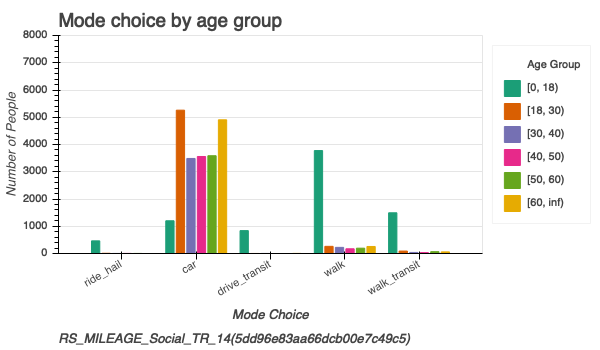 Mode choice by age group
Number of People
8000
7000
6000
5000
4000
3000
2000
1000
0
ride_hail
car
drive_transit
walk
walk_transit
Mode Choice
Age Group
[0, 18)
[18, 30)
[30, 40)
[40, 50)
[50, 60)
[60, inf)
RS_MILEAGE_Social_TR_14(5dd96e83aa66dcb00e7c49c5)